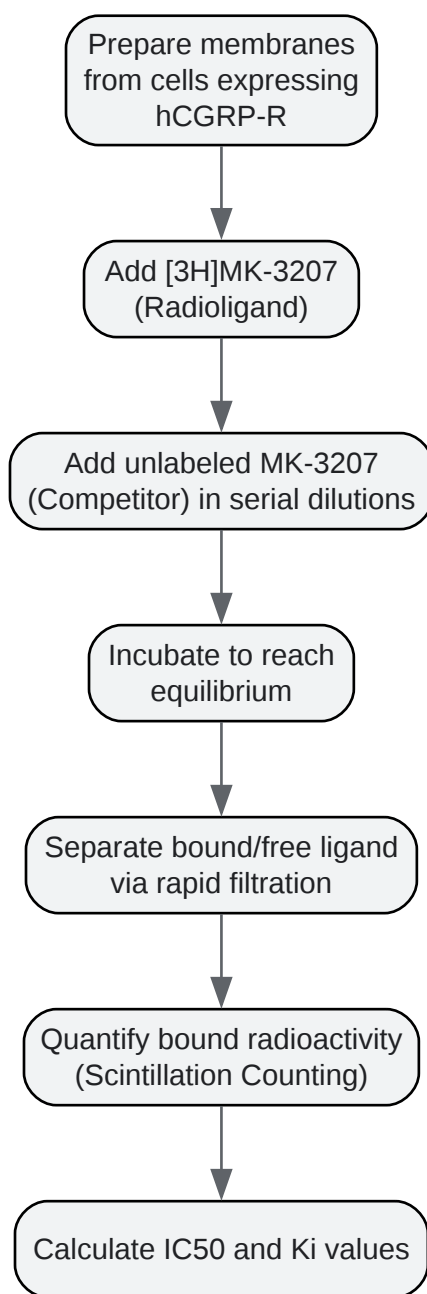 Prepare membranes
from cells expressing
hCGRP-R
Add [3H]MK-3207
(Radioligand)
Add unlabeled MK-3207
(Competitor) in serial dilutions
Incubate to reach
equilibrium
Separate bound/free ligand
via rapid filtration
Quantify bound radioactivity
(Scintillation Counting)
Calculate IC50 and Ki values